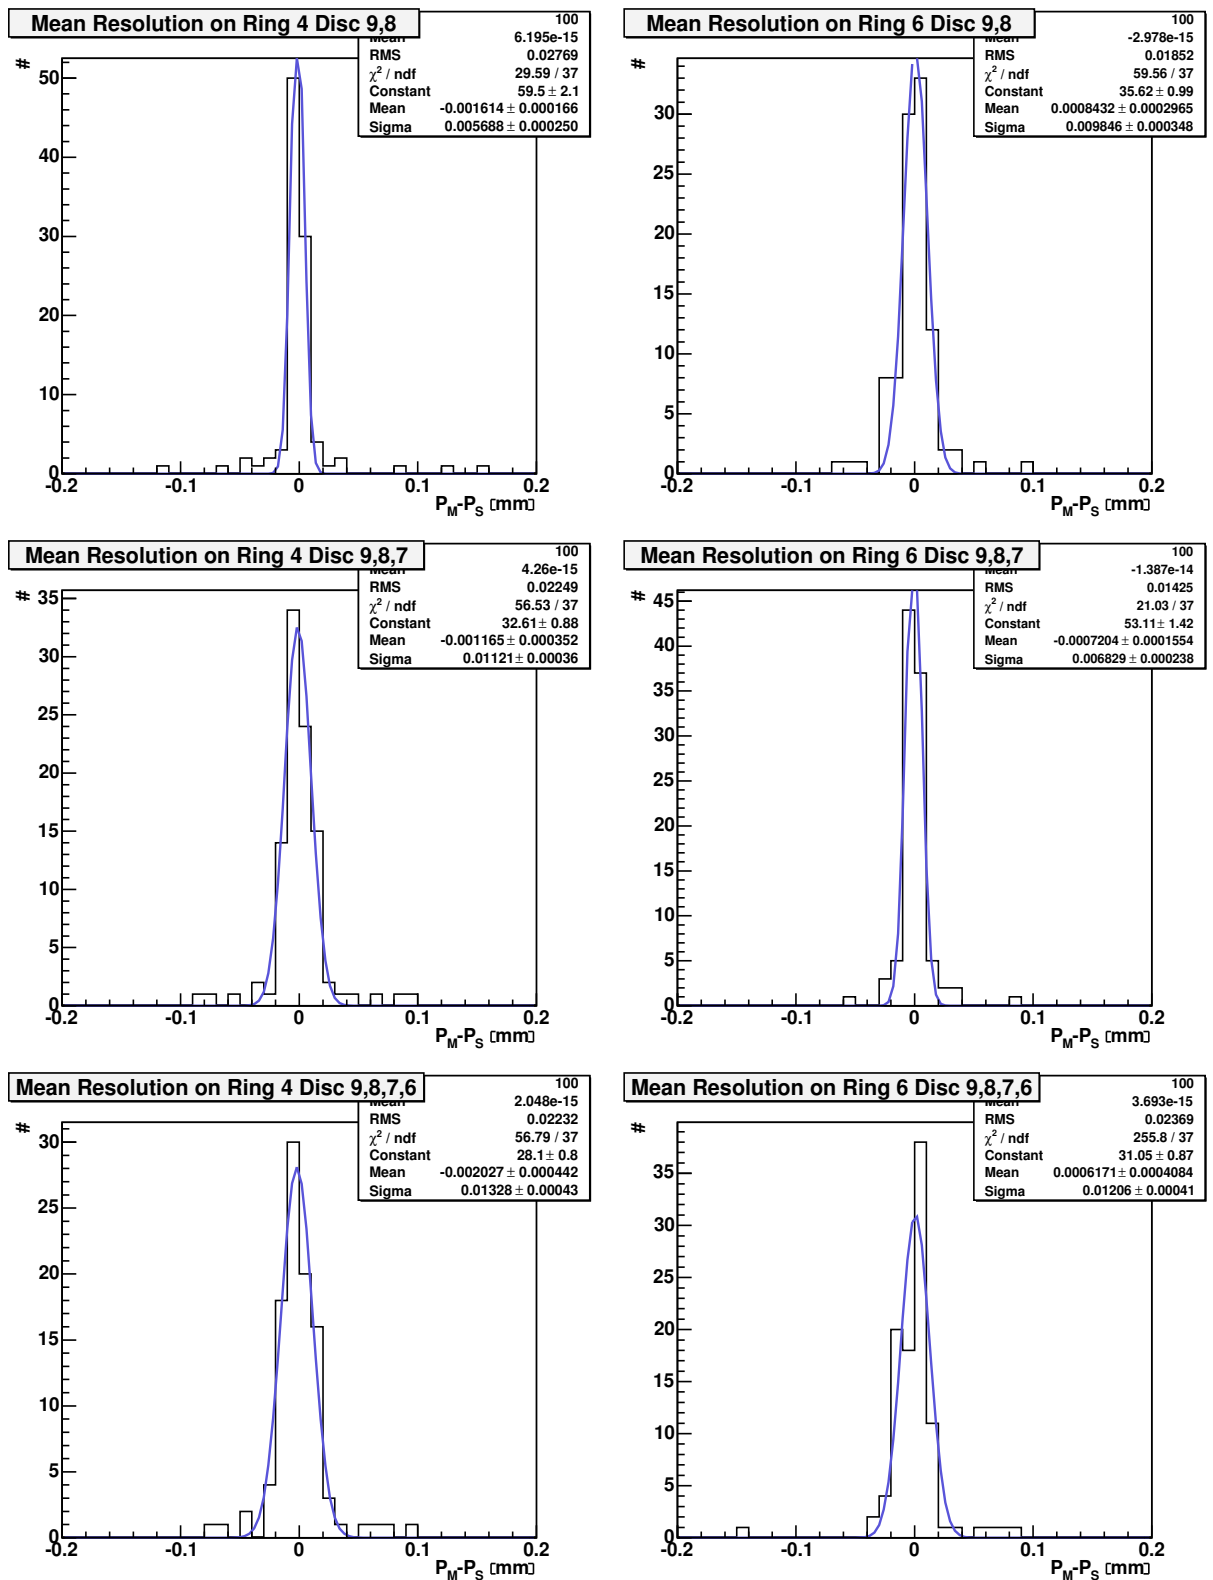 Mean Resolution on Ring 4 Disc 9,8
100
Mean 6.195e-15
RMS 0.02769
χ² / ndf 29.59 / 37
Constant 59.5 ± 2.1
Mean -0.001614 ± 0.000166
Sigma 0.005688 ± 0.000250
#
50
40
30
20
10
0
-0.2 -0.1 0 0.1 0.2
P_M-P_S [mm]
Mean Resolution on Ring 6 Disc 9,8
100
Mean -2.978e-15
RMS 0.01852
χ² / ndf 59.56 / 37
Constant 35.62 ± 0.99
Mean 0.0008432 ± 0.0002965
Sigma 0.009846 ± 0.000348
#
30
25
20
15
10
5
0
-0.2 -0.1 0 0.1 0.2
P_M-P_S [mm]
Mean Resolution on Ring 4 Disc 9,8,7
100
Mean 4.26e-15
RMS 0.02249
χ² / ndf 56.53 / 37
Constant 32.61 ± 0.88
Mean -0.001165 ± 0.000352
Sigma 0.01121 ± 0.00036
#
35
30
25
20
15
10
5
0
-0.2 -0.1 0 0.1 0.2
P_M-P_S [mm]
Mean Resolution on Ring 6 Disc 9,8,7
100
Mean -1.387e-14
RMS 0.01425
χ² / ndf 21.03 / 37
Constant 53.11 ± 1.42
Mean -0.0007204 ± 0.0001554
Sigma 0.006829 ± 0.000238
#
45
40
35
30
25
20
15
10
5
0
-0.2 -0.1 0 0.1 0.2
P_M-P_S [mm]
Mean Resolution on Ring 4 Disc 9,8,7,6
100
Mean 2.048e-15
RMS 0.02232
χ² / ndf 56.79 / 37
Constant 28.1 ± 0.8
Mean -0.002027 ± 0.000442
Sigma 0.01328 ± 0.00043
#
30
25
20
15
10
5
0
-0.2 -0.1 0 0.1 0.2
P_M-P_S [mm]
Mean Resolution on Ring 6 Disc 9,8,7,6
100
Mean 3.693e-15
RMS 0.02369
χ² / ndf 255.8 / 37
Constant 31.05 ± 0.87
Mean 0.0006171 ± 0.0004084
Sigma 0.01206 ± 0.00041
#
35
30
25
20
15
10
5
0
-0.2 -0.1 0 0.1 0.2
P_M-P_S [mm]